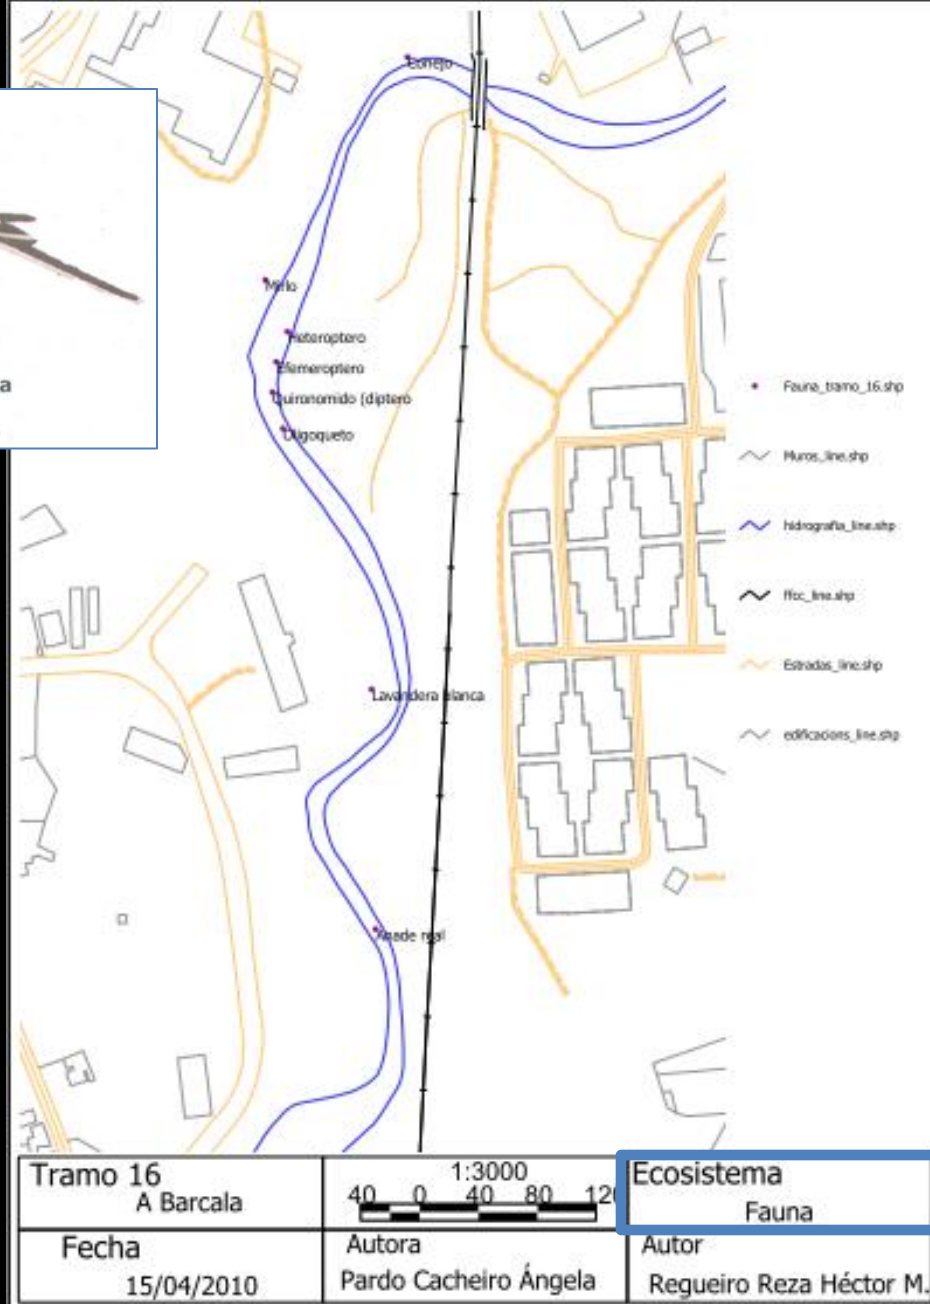 Conejo
Mirlo
Heteroptero
Efemeroptero
Quironomido (diptero
Oligoqueto
a
Lavandera blanca
Anade real
Fauna_tramo_16.shp
Muros_line.shp
hidrografia_line.shp
ffcc_line.shp
Estradas_line.shp
edificacions_line.shp
Tramo 16
A Barcala
1:3000
40 0 40 80 120
Ecosistema
Fauna
Fecha
15/04/2010
Autora
Pardo Cacheiro Ángela
Autor
Regueiro Reza Héctor M.